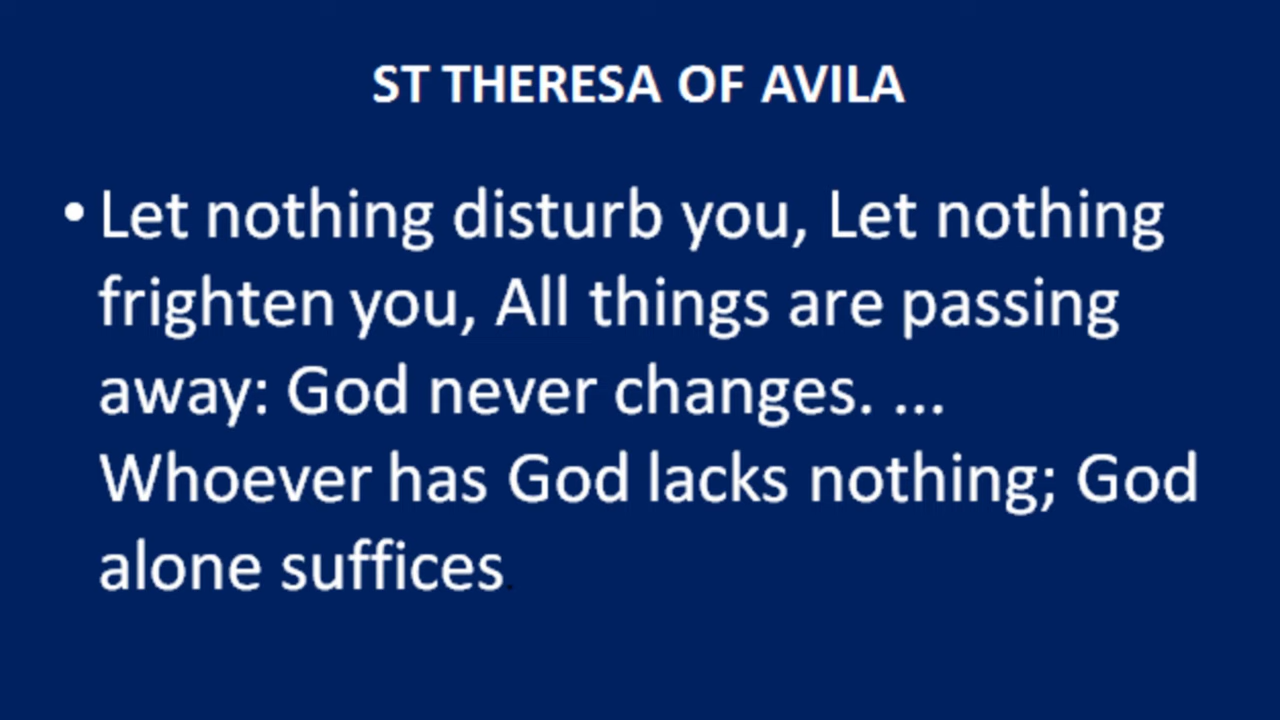 ST THERESA OF AVILA
• Let nothing disturb you, Let nothing
frighten you, All things are passing
away: God never changes. ...
Whoever has God lacks nothing; God
alone suffices.